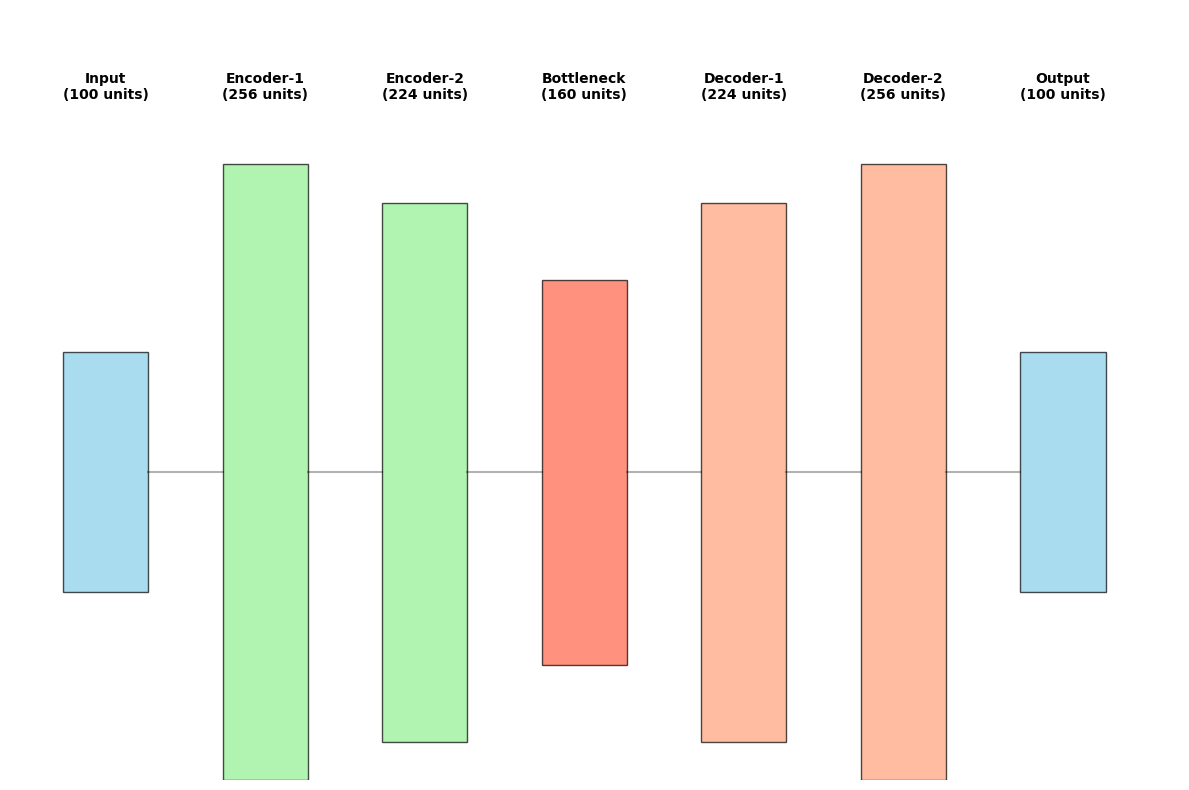 Input
(100 units)
Encoder-1
(256 units)
Encoder-2
(224 units)
Bottleneck
(160 units)
Decoder-1
(224 units)
Decoder-2
(256 units)
Output
(100 units)